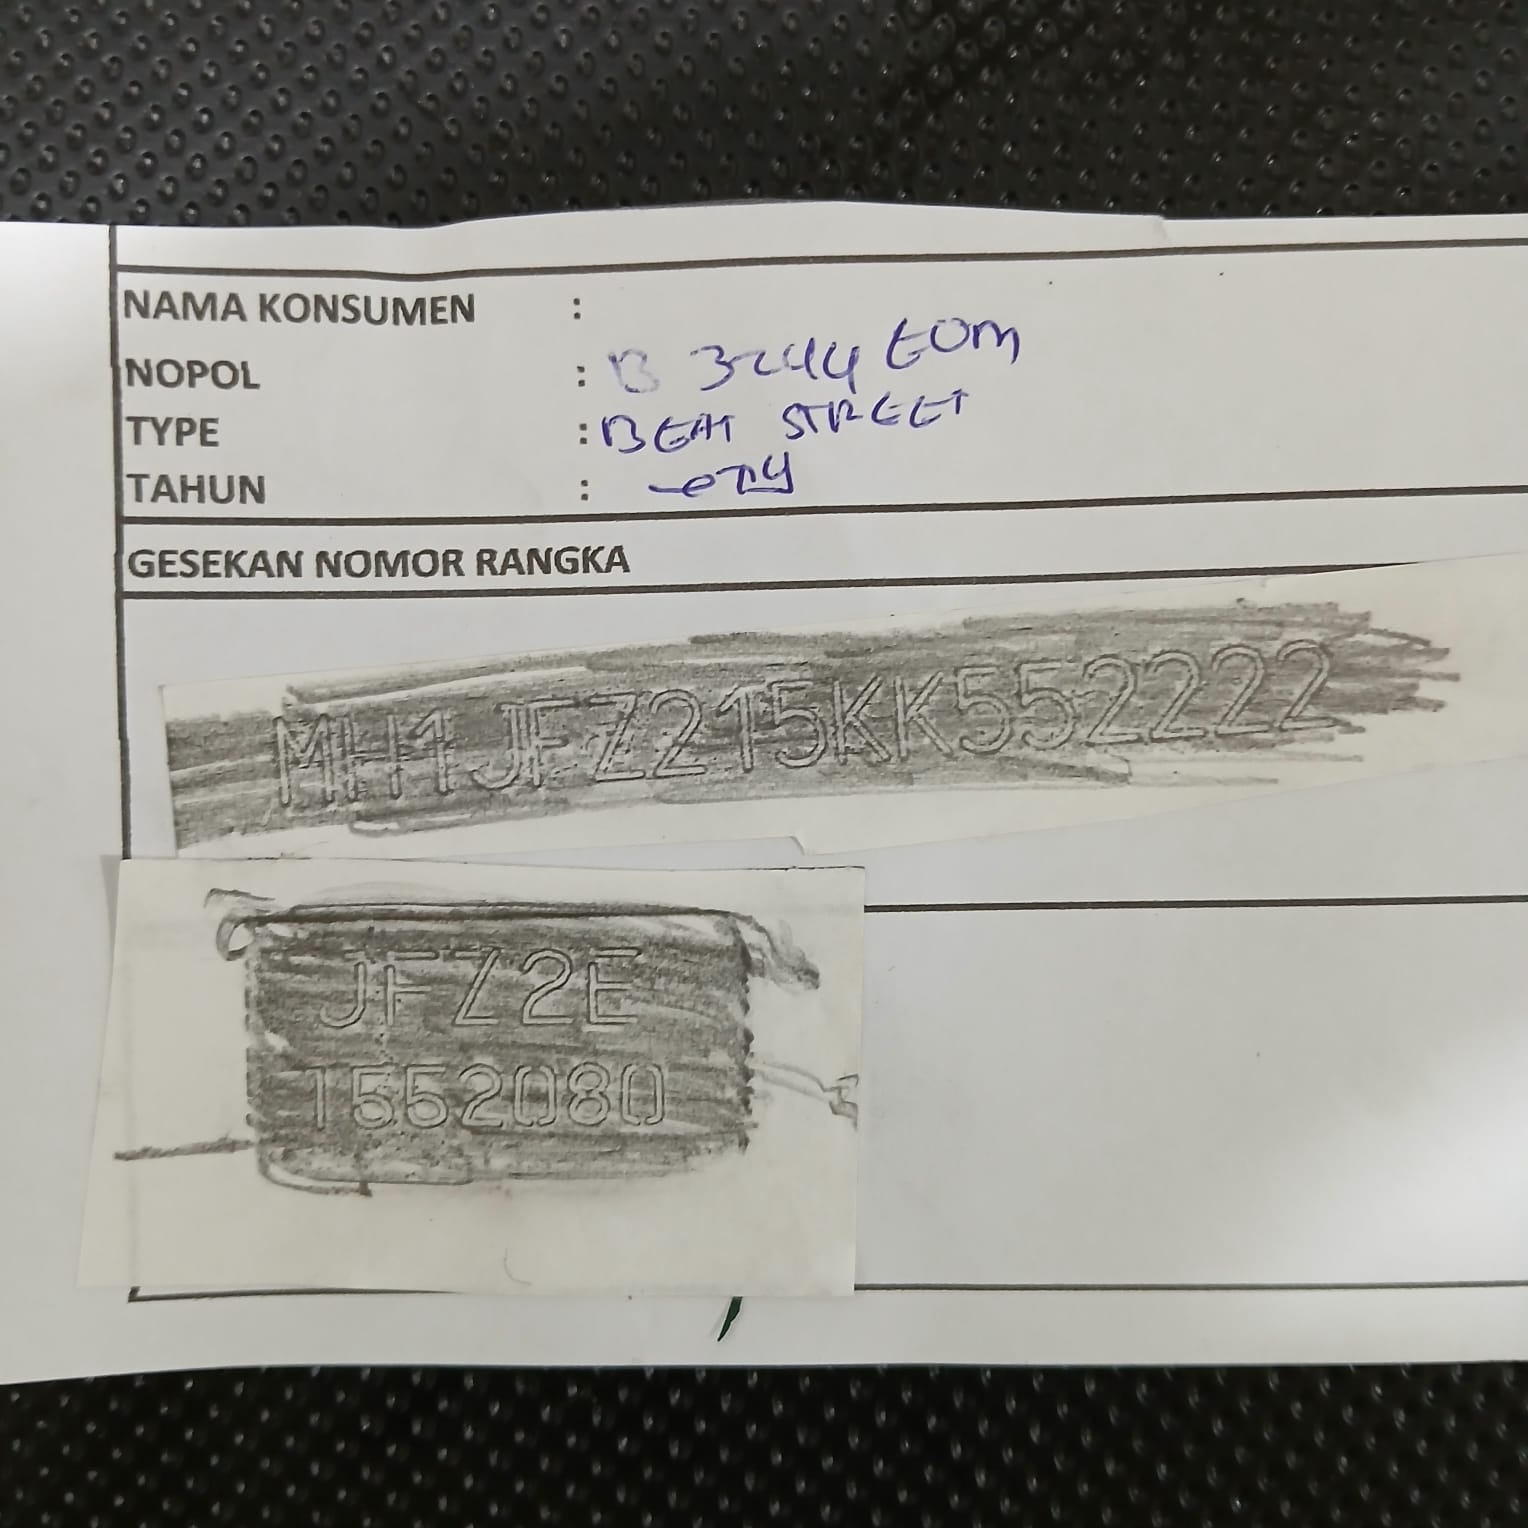 NAMA KONSUMEN :
NOPOL : B 3244 EOM
TYPE : BEAT STREET
TAHUN :
GESEKAN NOMOR RANGKA
MH1JFZ215KK552222
JFZ2E
1552080